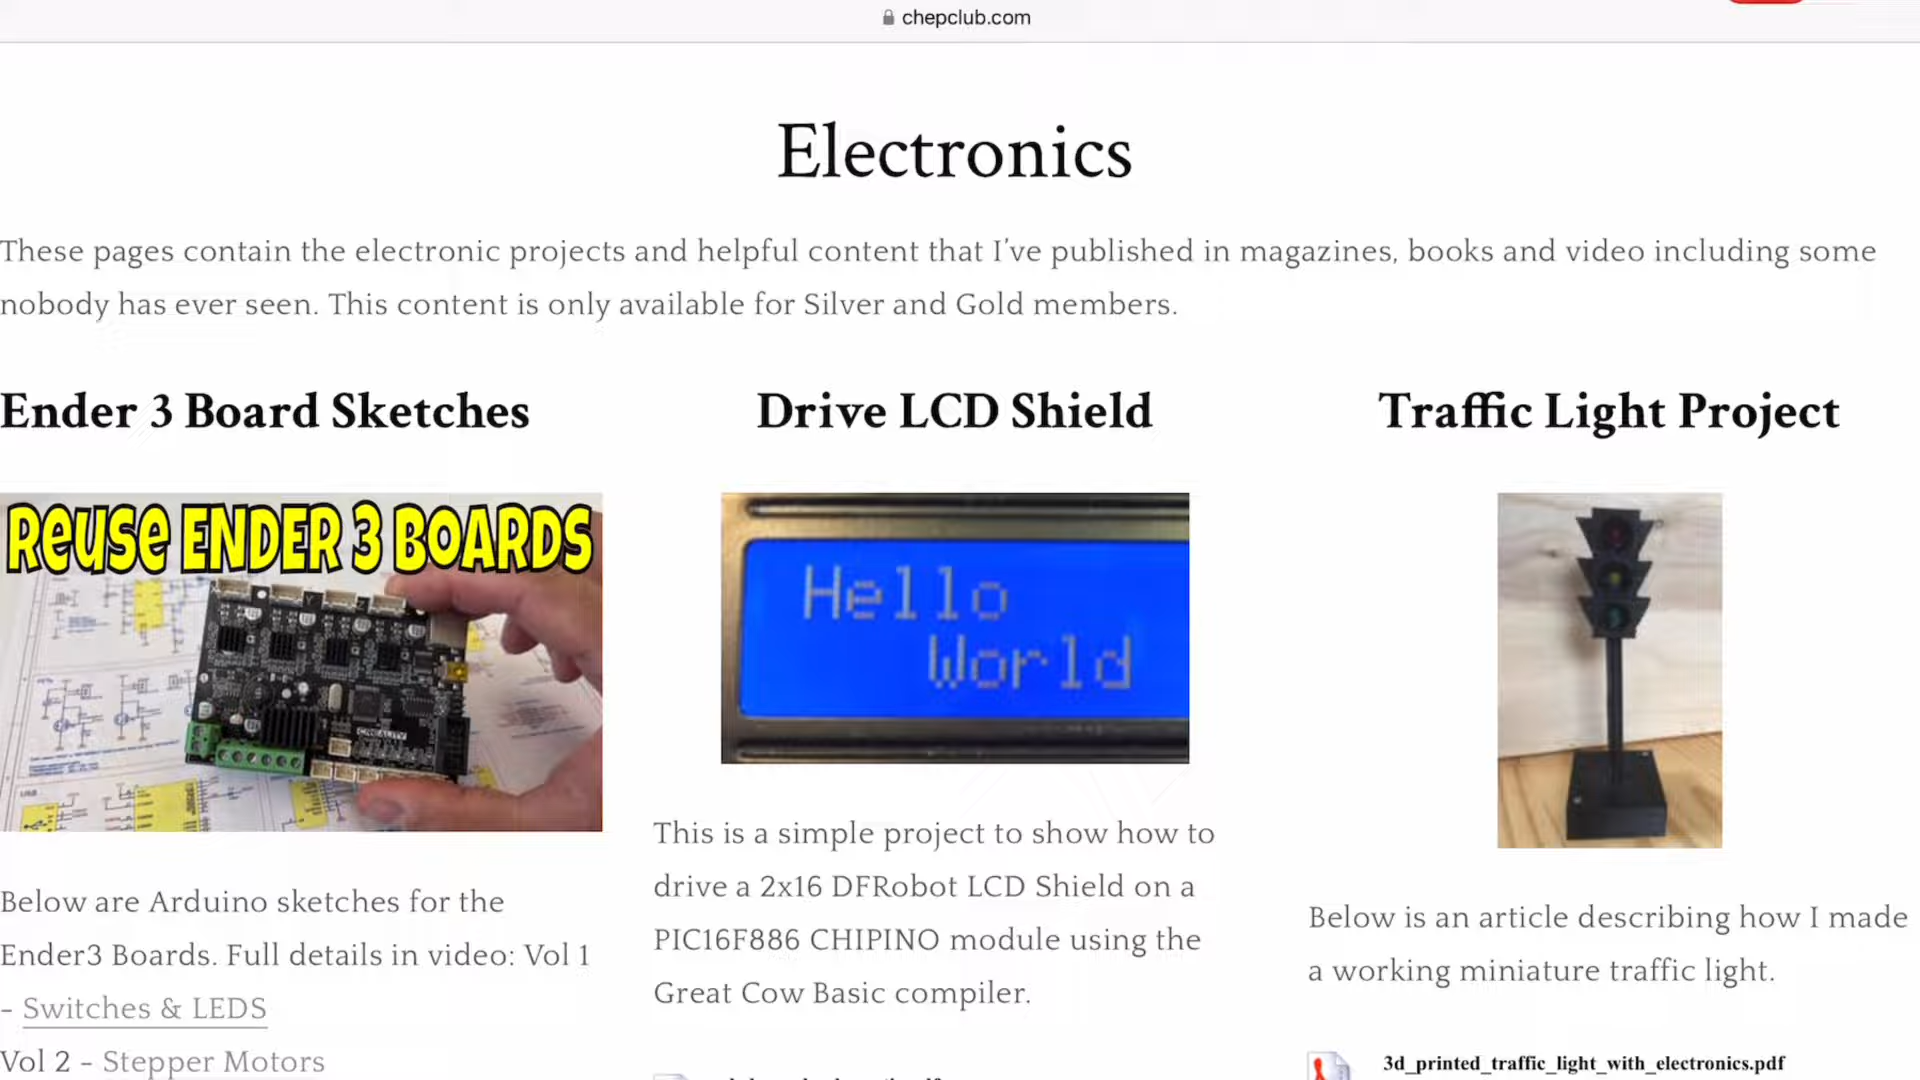 chepclub.com
Electronics
These pages contain the electronic projects and helpful content that I've published in magazines, books and video including some
nobody has ever seen. This content is only available for Silver and Gold members.
Ender 3 Board Sketches
REUSE ENDER 3 BOARDS
CREALITY
Below are Arduino sketches for the
Ender3 Boards. Full details in video: Vol 1
- Switches & LEDS
Vol 2 - Stepper Motors
Drive LCD Shield
Hello
World
This is a simple project to show how to
drive a 2x16 DFRobot LCD Shield on a
PIC16F886 CHIPINO module using the
Great Cow Basic compiler.
Traffic Light Project
Below is an article describing how I made
a working miniature traffic light.
3d_printed_traffic_light_with_electronics.pdf